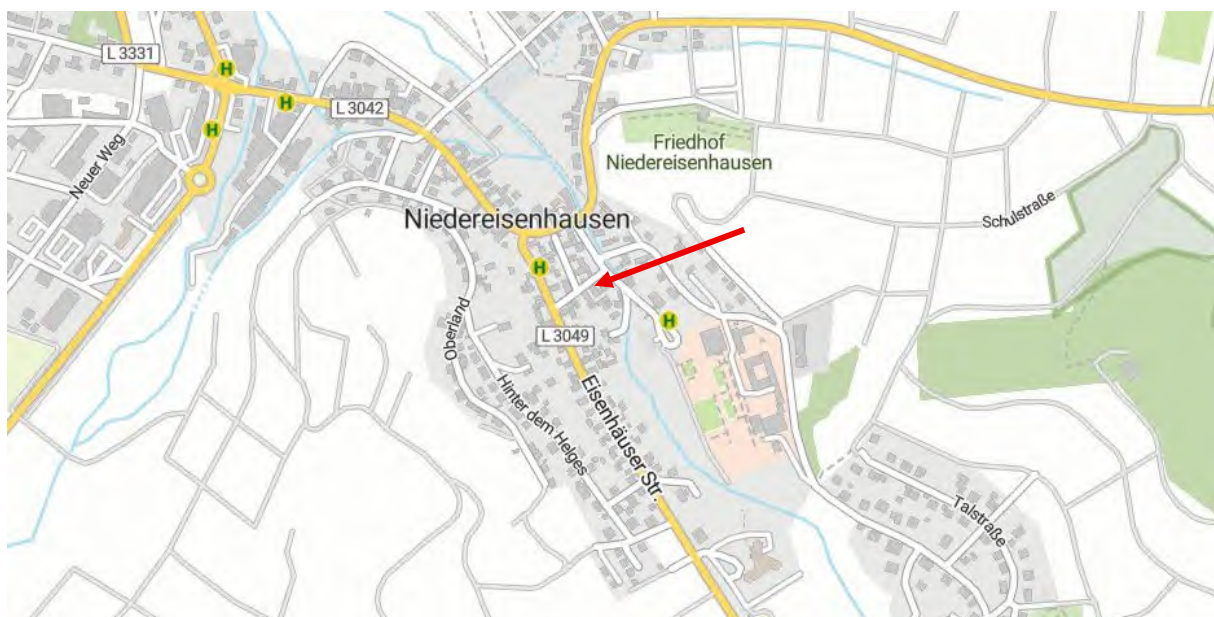 L 3331
H
H
L 3042
H
Neuer Weg
Friedhof
Niedereisenhausen
Schulstraße
Niedereisenhausen
H
H
Oberland
L 3049
Hinter dem Helges
Eisenhäuser Str.
Talstraße